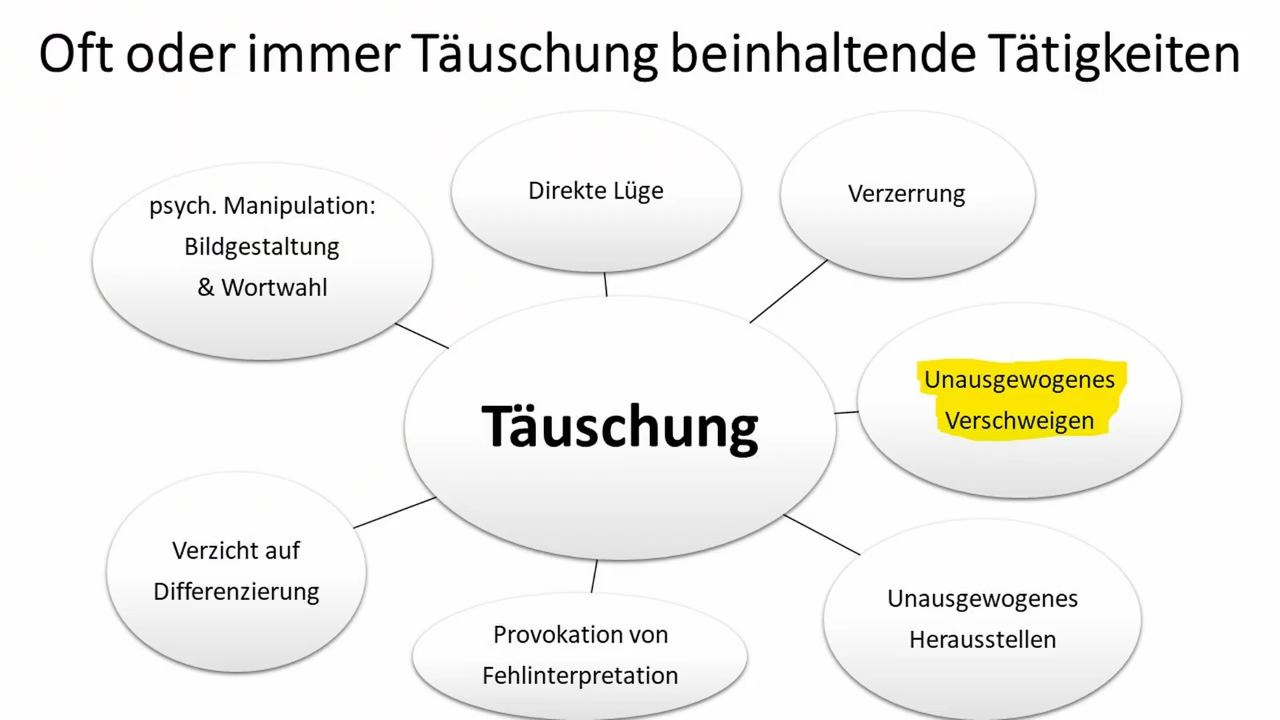 Oft oder immer Täuschung beinhaltende Tätigkeiten
psych. Manipulation:
Bildgestaltung
& Wortwahl
Direkte Lüge
Verzerrung
Unausgewogenes
Verschweigen
Täuschung
Verzicht auf
Differenzierung
Provokation von
Fehlinterpretation
Unausgewogenes
Herausstellen